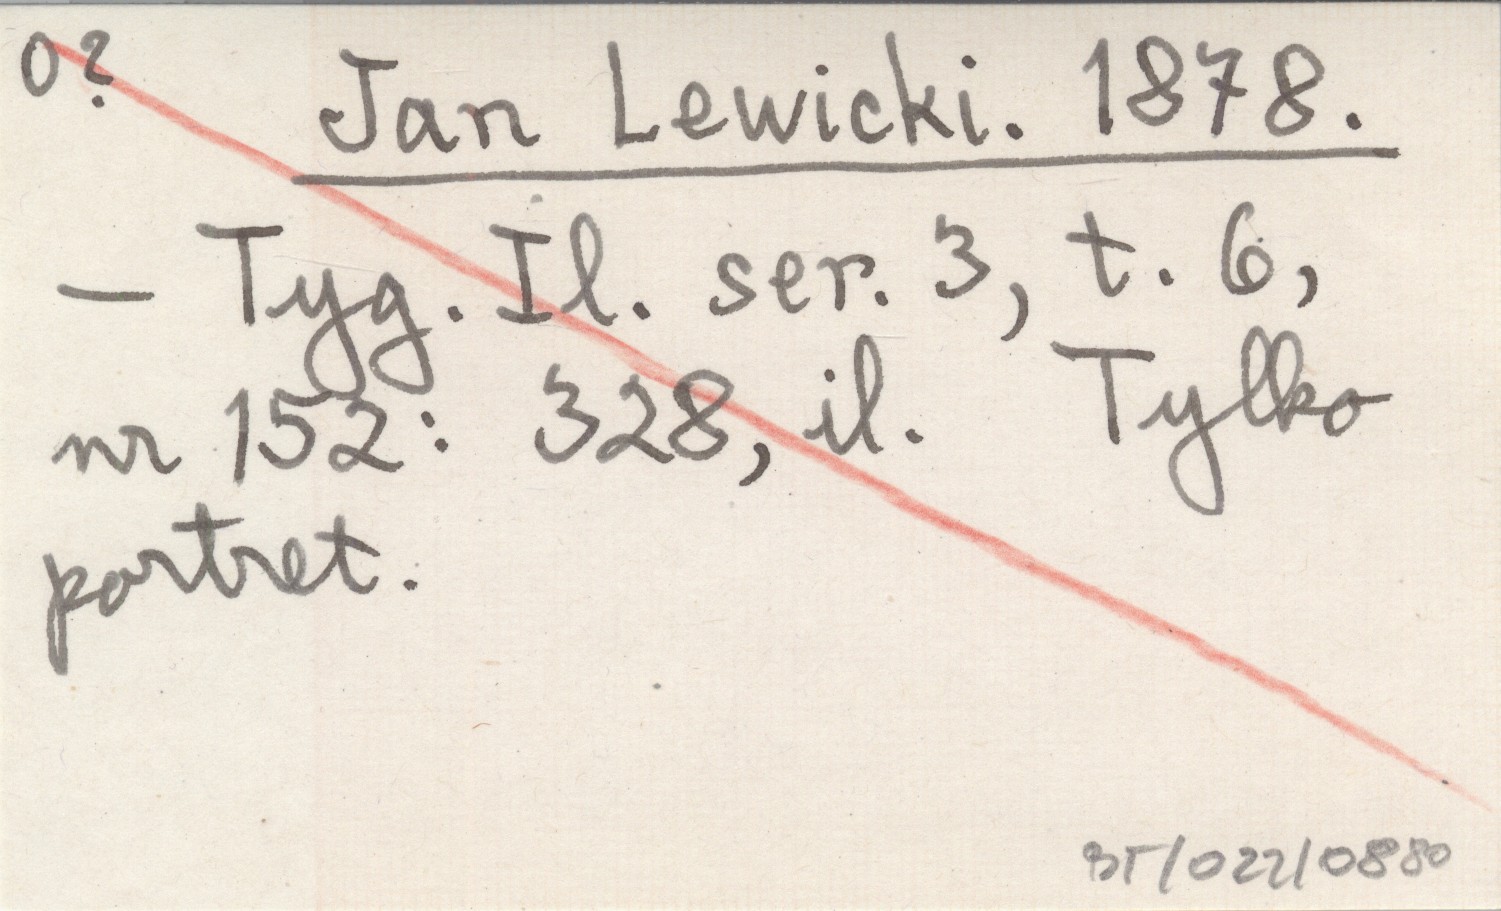 0?
Jan Lewicki. 1878.
— Tyg. Il. ser. 3, t. 6,
nr 152: 328, il. Tylko
portret.
BT/022/0880